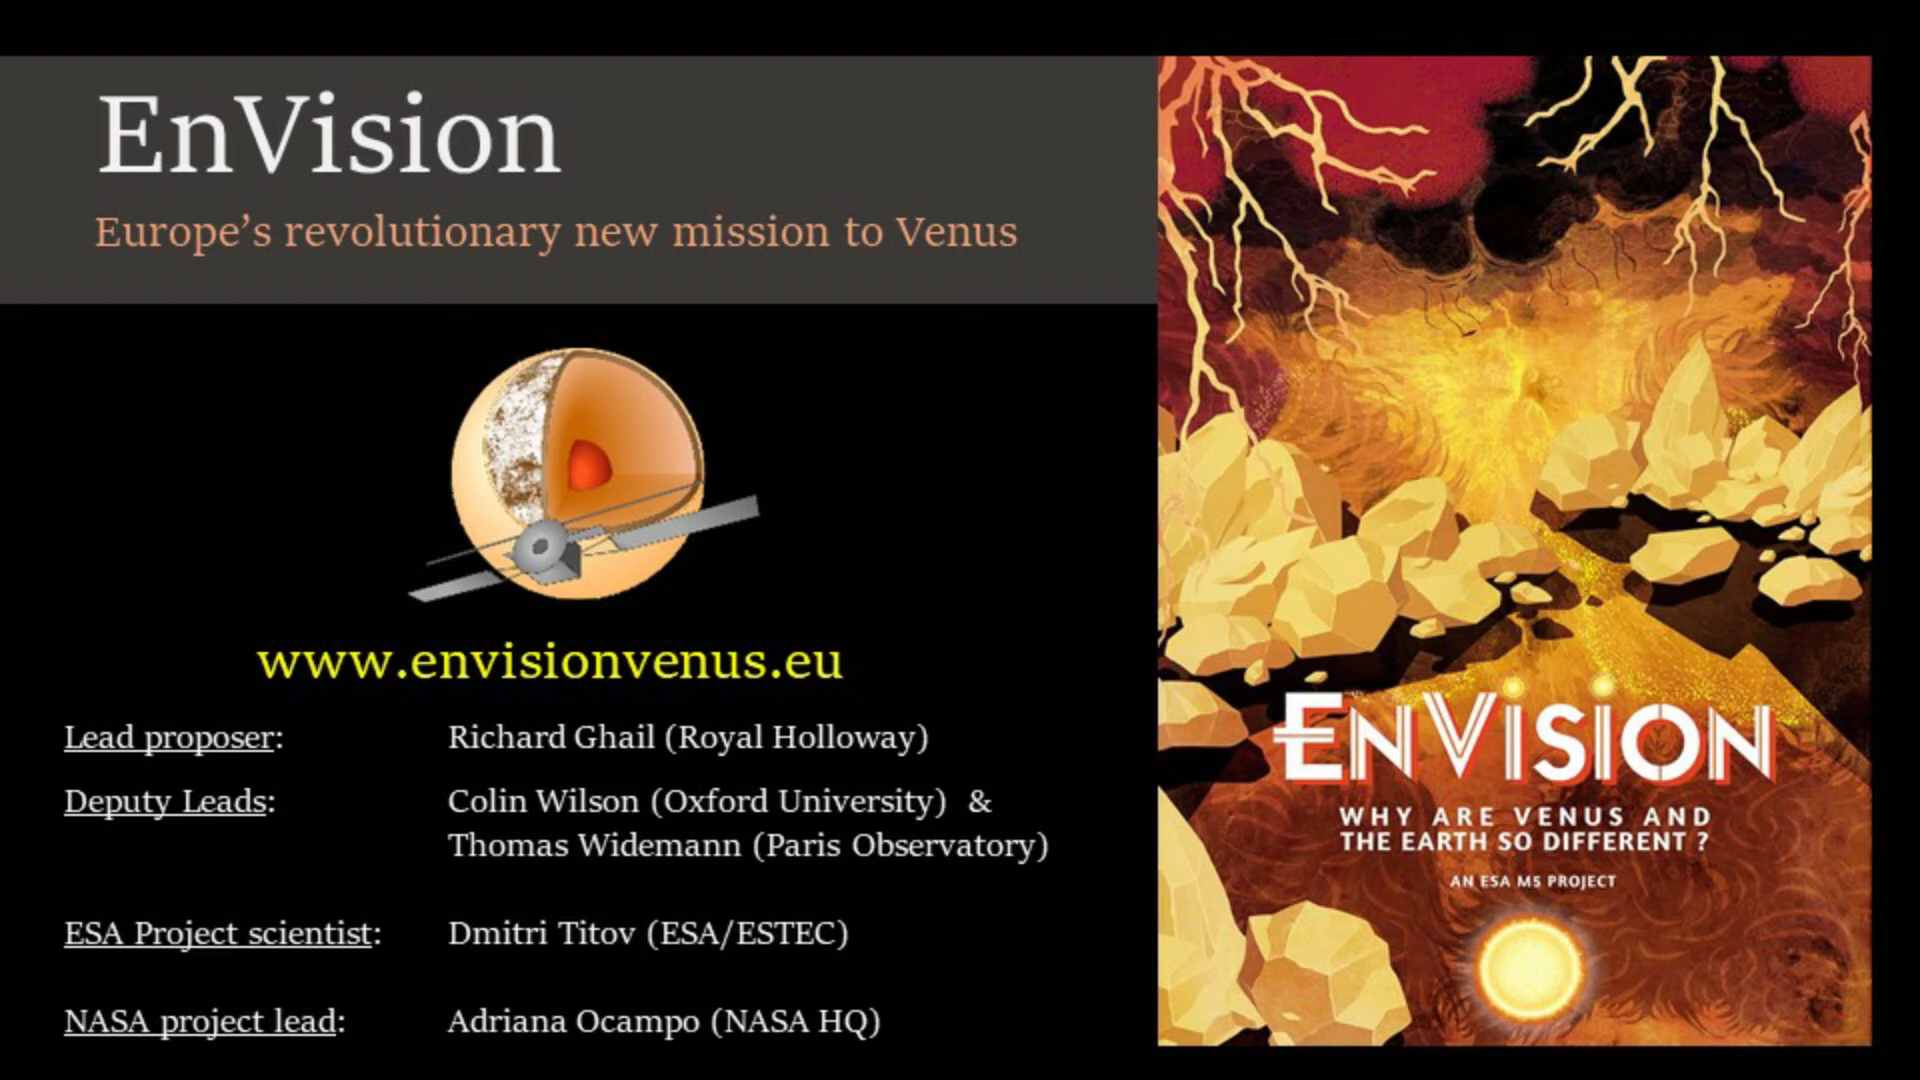 EnVision
Europe’s revolutionary new mission to Venus
www.envisionvenus.eu
Lead proposer: Richard Ghail (Royal Holloway)
Deputy Leads: Colin Wilson (Oxford University) &
Thomas Widemann (Paris Observatory)
ESA Project scientist: Dmitri Titov (ESA/ESTEC)
NASA project lead: Adriana Ocampo (NASA HQ)
ENViSiON
WHY ARE VENUS AND
THE EARTH SO DIFFERENT ?
AN ESA M5 PROJECT